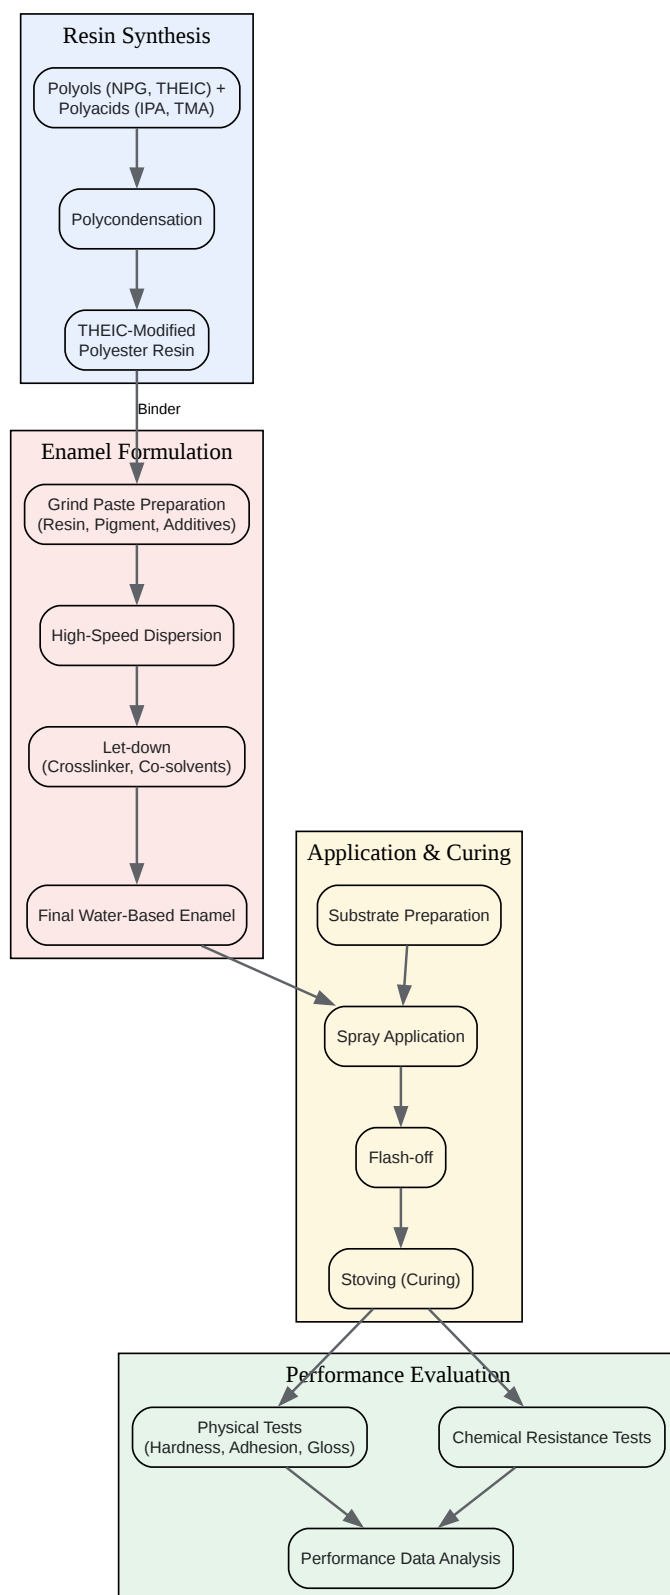 Resin Synthesis
Polyols (NPG, THEIC) +
Polyacids (IPA, TMA)
Polycondensation
THEIC-Modified
Polyester Resin
Binder
Enamel Formulation
Grind Paste Preparation
(Resin, Pigment, Additives)
High-Speed Dispersion
Let-down
(Crosslinker, Co-solvents)
Final Water-Based Enamel
Application & Curing
Substrate Preparation
Spray Application
Flash-off
Stoving (Curing)
Performance Evaluation
Physical Tests
(Hardness, Adhesion, Gloss)
Chemical Resistance Tests
Performance Data Analysis